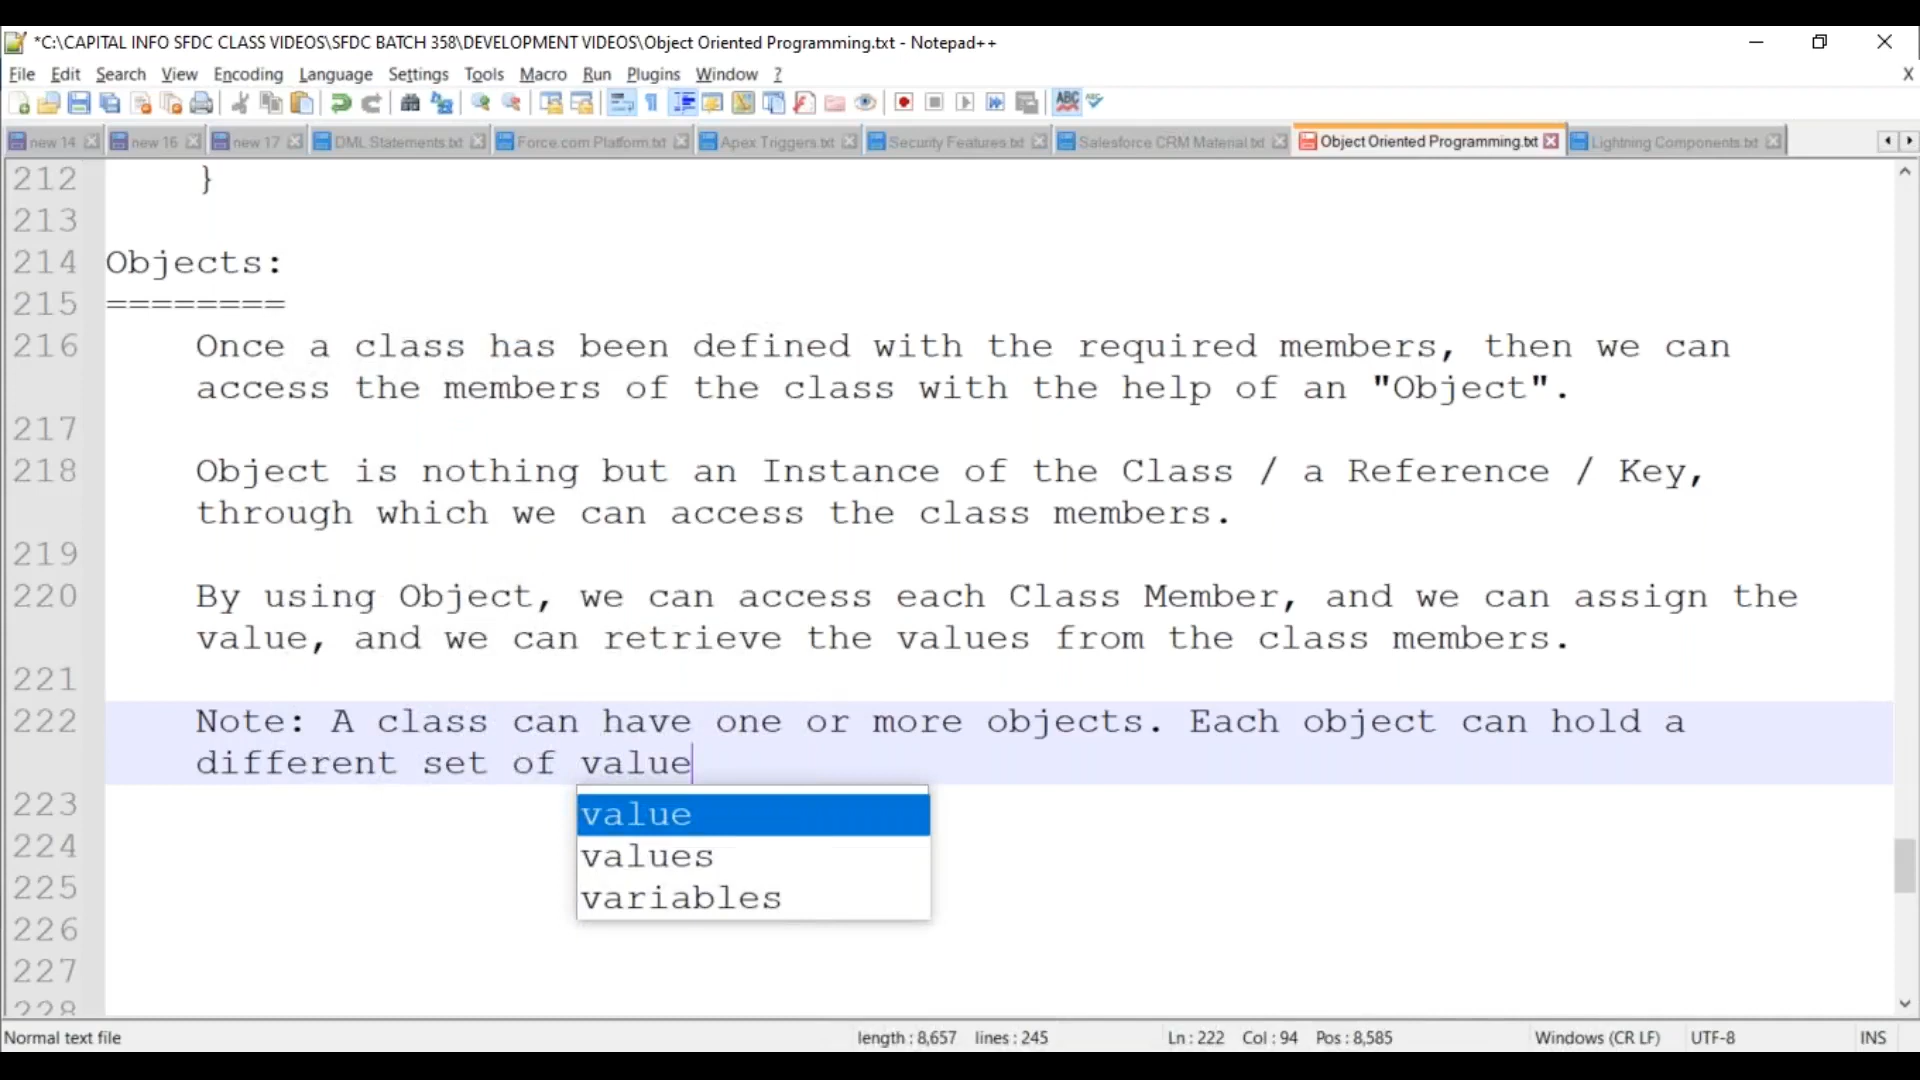 *C:\CAPITAL INFO SFDC CLASS VIDEOS\SFDC BATCH 358\DEVELOPMENT VIDEOS\Object Oriented Programming.txt - Notepad++
File Edit Search View Encoding Language Settings Tools Macro Run Plugins Window ? X
new 14 new 16 new 17 DML Statements.txt Force.com Platform.txt Apex Triggers.txt Security Features.txt Salesforce CRM Material.txt Object Oriented Programming.txt Lightning Components.txt
212 }
213
214 Objects:
215 ========
216 Once a class has been defined with the required members, then we can
access the members of the class with the help of an "Object".
217
218 Object is nothing but an Instance of the Class / a Reference / Key,
through which we can access the class members.
219
220 By using Object, we can access each Class Member, and we can assign the
value, and we can retrieve the values from the class members.
221
222 Note: A class can have one or more objects. Each object can hold a
different set of value
223
value
224
values
225
variables
226
227
228
Normal text file length : 8,657 lines : 245 Ln : 222 Col : 94 Pos : 8,585 Windows (CR LF) UTF-8 INS